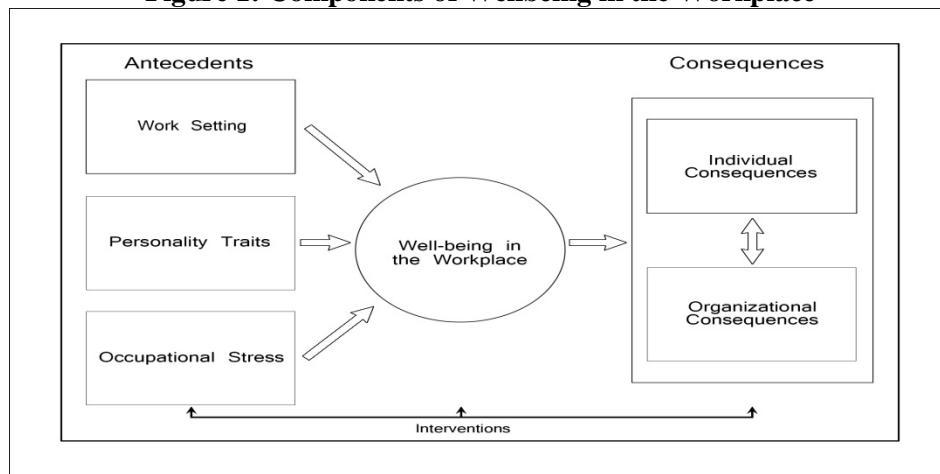 Figure 1: Components of Wellbeing in the Workplace
Antecedents
Work Setting
Personality Traits
Occupational Stress
Well-being in
the Workplace
Consequences
Individual
Consequences
Organizational
Consequences
Interventions